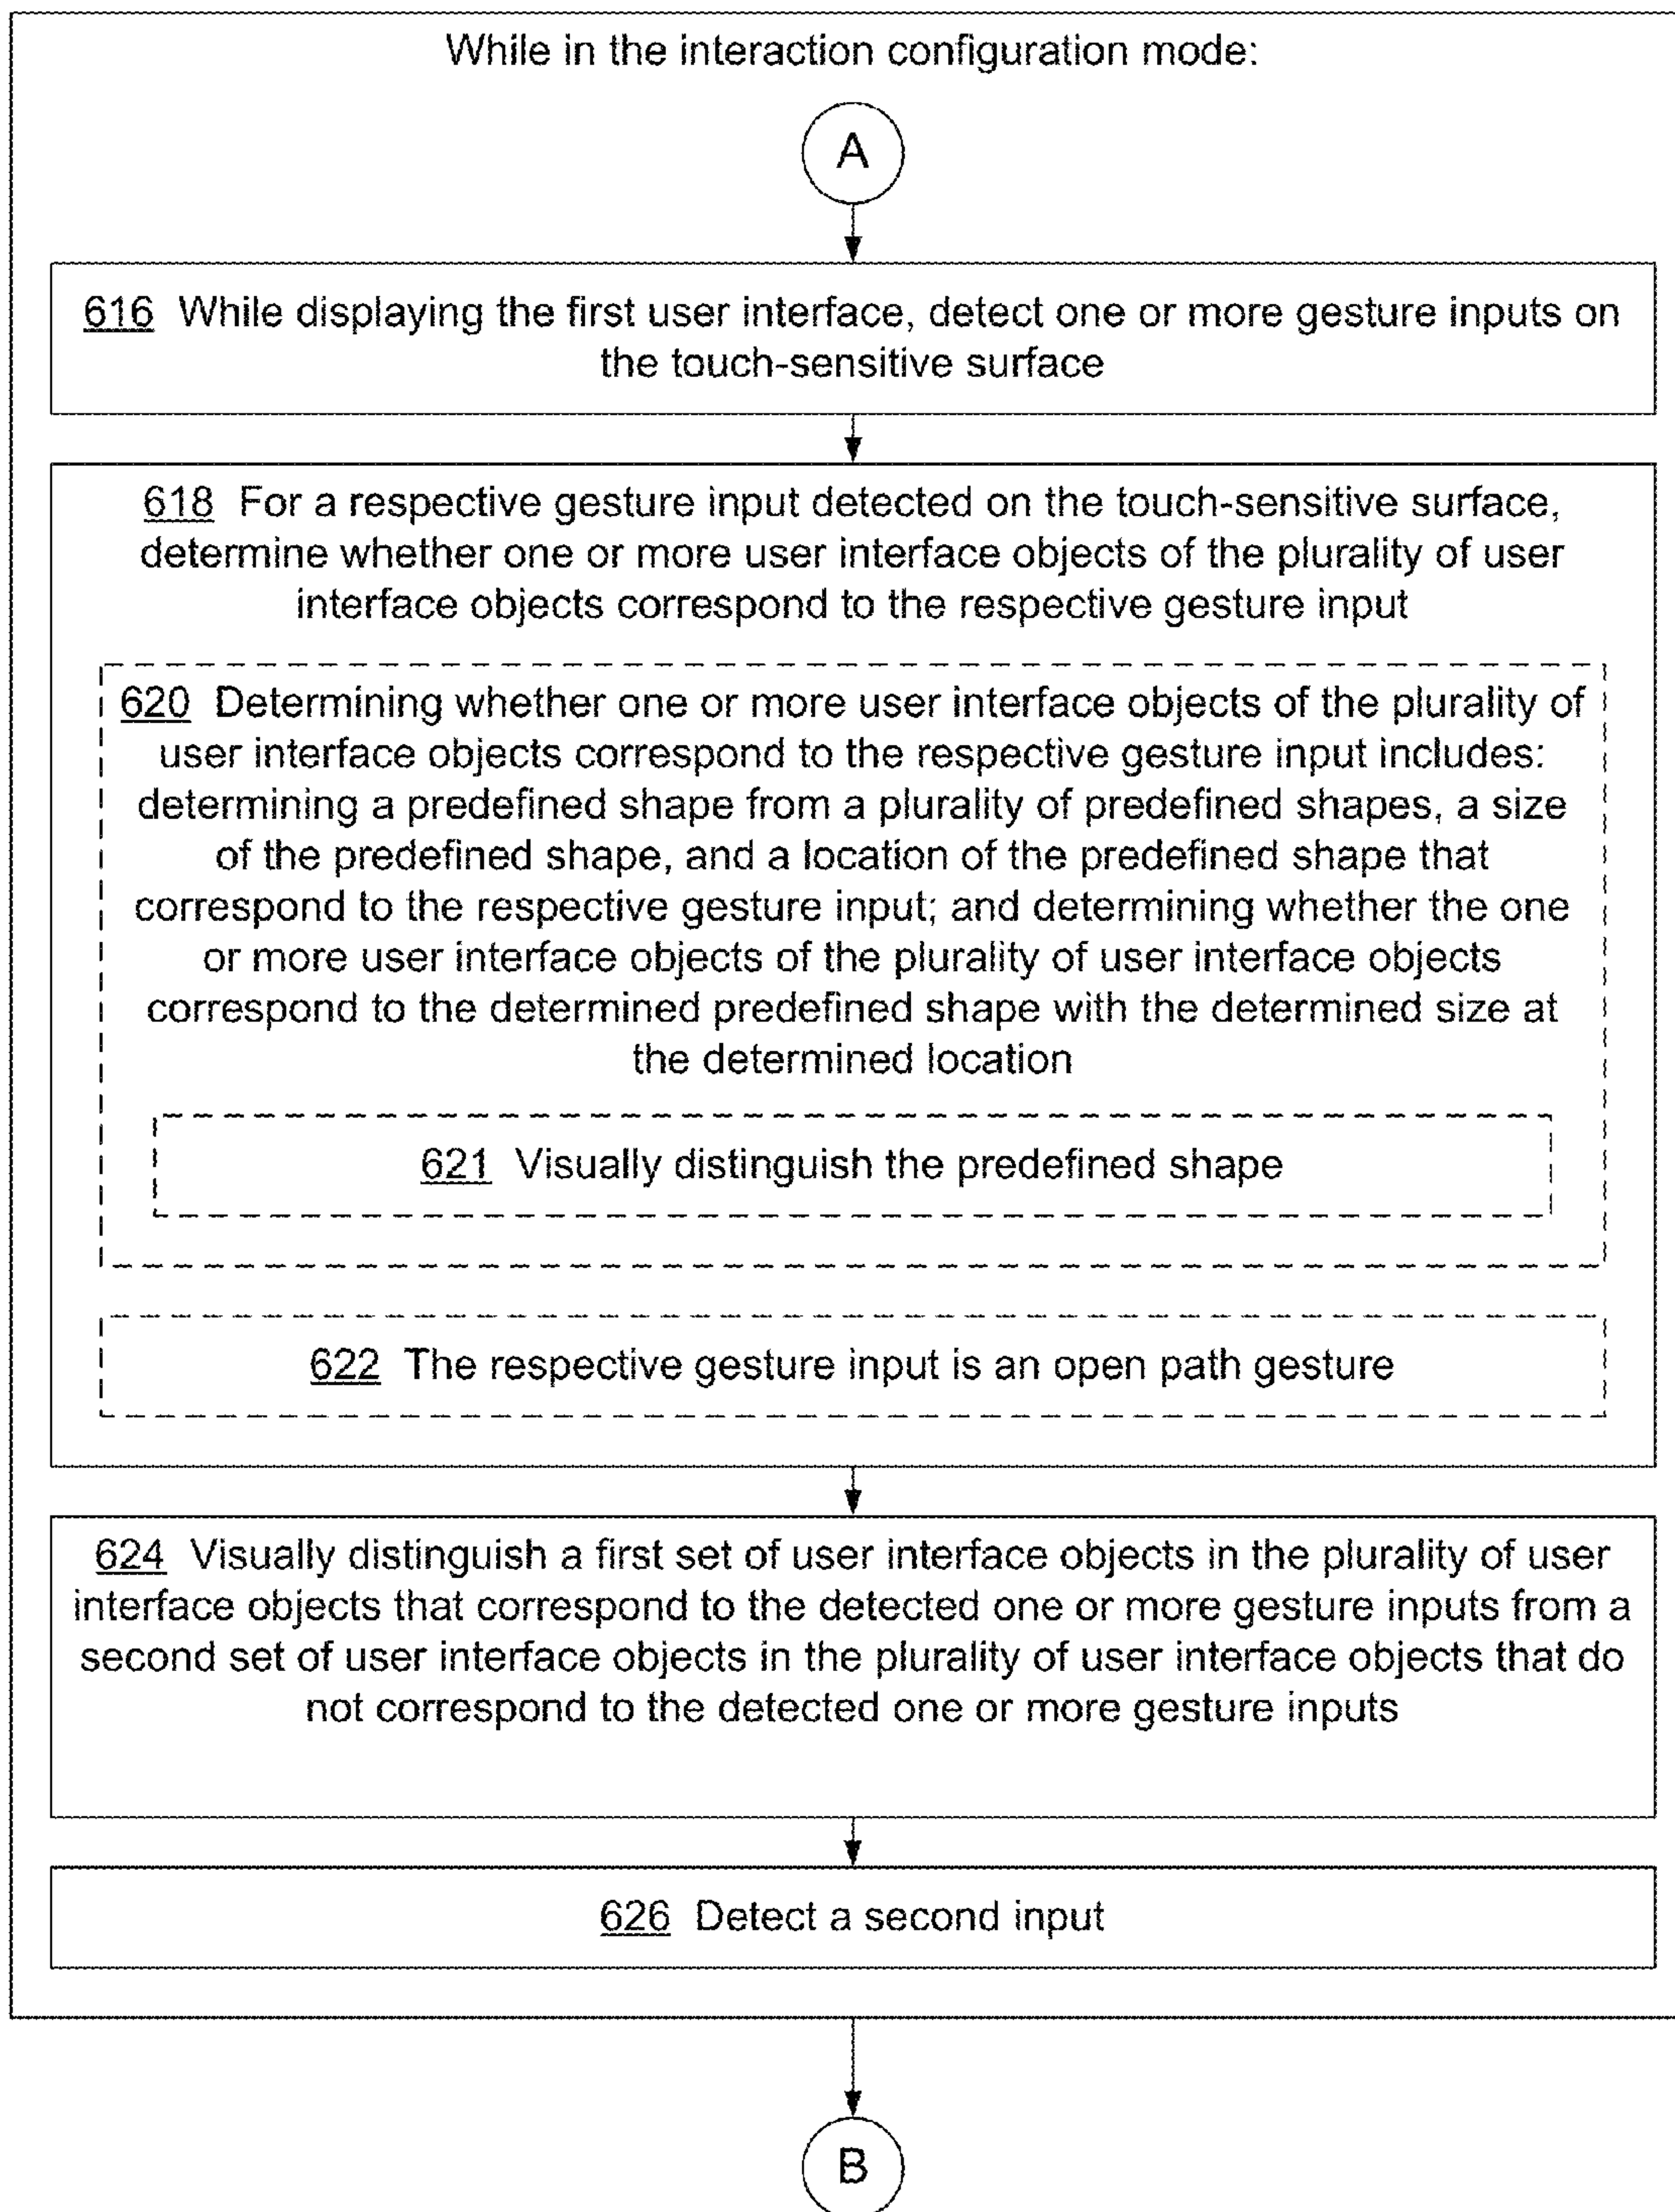 While in the interaction configuration mode:
A
616 While displaying the first user interface, detect one or more gesture inputs on
the touch-sensitive surface
618 For a respective gesture input detected on the touch-sensitive surface,
determine whether one or more user interface objects of the plurality of user
interface objects correspond to the respective gesture input
620 Determining whether one or more user interface objects of the plurality of
user interface objects correspond to the respective gesture input includes:
determining a predefined shape from a plurality of predefined shapes, a size
of the predefined shape, and a location of the predefined shape that
correspond to the respective gesture input; and determining whether the one
or more user interface objects of the plurality of user interface objects
correspond to the determined predefined shape with the determined size at
the determined location
621 Visually distinguish the predefined shape
622 The respective gesture input is an open path gesture
624 Visually distinguish a first set of user interface objects in the plurality of user
interface objects that correspond to the detected one or more gesture inputs from a
second set of user interface objects in the plurality of user interface objects that do
not correspond to the detected one or more gesture inputs
626 Detect a second input
B